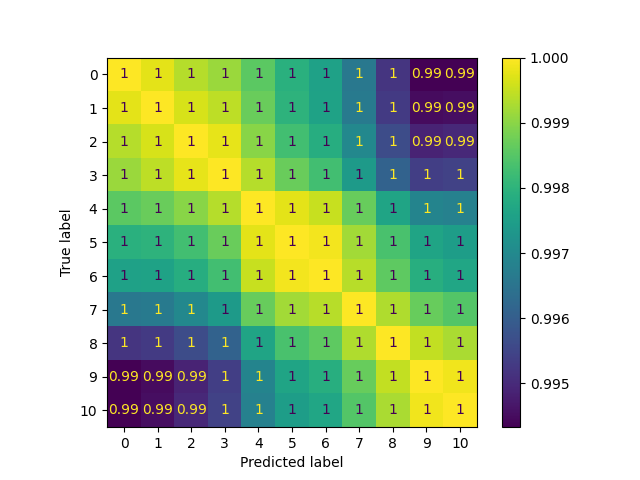 1.000
0 1 1 1 1 1 1 1 1 1 0.99 0.99
1 1 1 1 1 1 1 1 1 1 0.99 0.99
0.999
2 1 1 1 1 1 1 1 1 1 0.99 0.99
3 1 1 1 1 1 1 1 1 1 1 1
0.998
4 1 1 1 1 1 1 1 1 1 1 1
True label
5 1 1 1 1 1 1 1 1 1 1 1
0.997
6 1 1 1 1 1 1 1 1 1 1 1
7 1 1 1 1 1 1 1 1 1 1 1
0.996
8 1 1 1 1 1 1 1 1 1 1 1
9 0.99 0.99 0.99 1 1 1 1 1 1 1 1
0.995
10 0.99 0.99 0.99 1 1 1 1 1 1 1 1
0 1 2 3 4 5 6 7 8 9 10
Predicted label